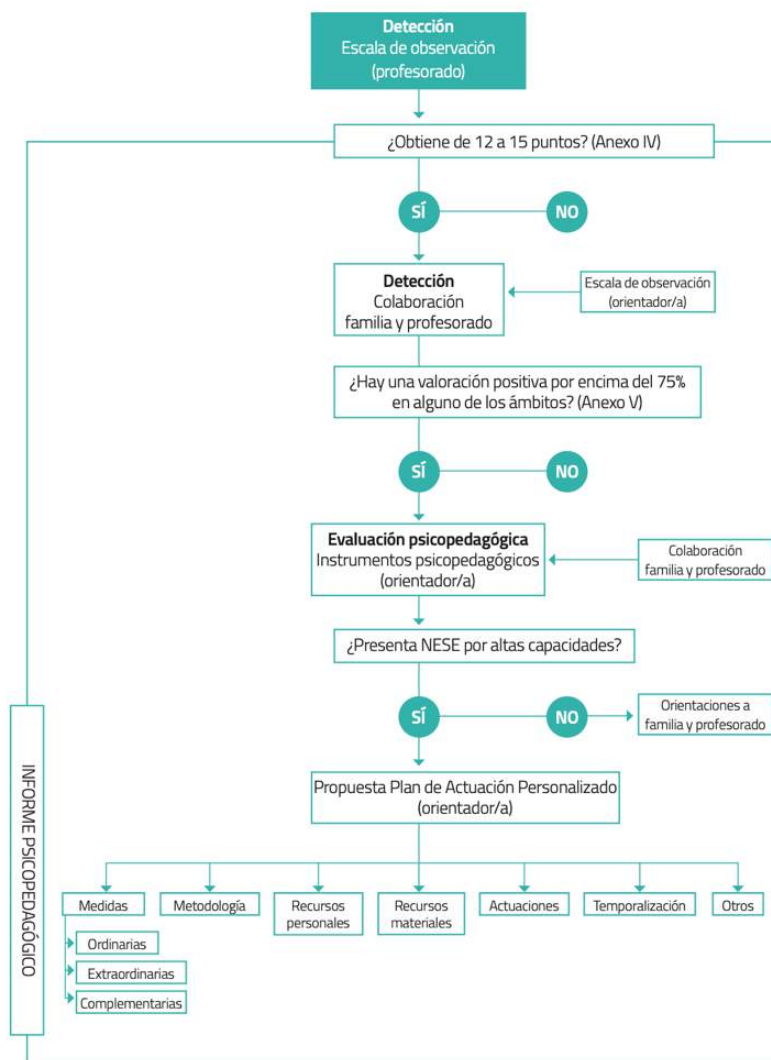 Detección
Escala de observación
(profesorado)
¿Obtiene de 12 a 15 puntos? (Anexo IV)
SÍ
NO
Detección
Colaboración
familia y profesorado
Escala de observación
(orientador/a)
¿Hay una valoración positiva por encima del 75%
en alguno de los ámbitos? (Anexo V)
SÍ
NO
Evaluación psicopedagógica
Instrumentos psicopedagógicos
(orientador/a)
Colaboración
familia y profesorado
¿Presenta NESE por altas capacidades?
SÍ
NO
Orientaciones a
familia y profesorado
Propuesta Plan de Actuación Personalizado
(orientador/a)
Medidas
Metodología
Recursos
personales
Recursos
materiales
Actuaciones
Temporalización
Otros
Ordinarias
Extraordinarias
Complementarias
INFORME PSICOPEDAGÓGICO